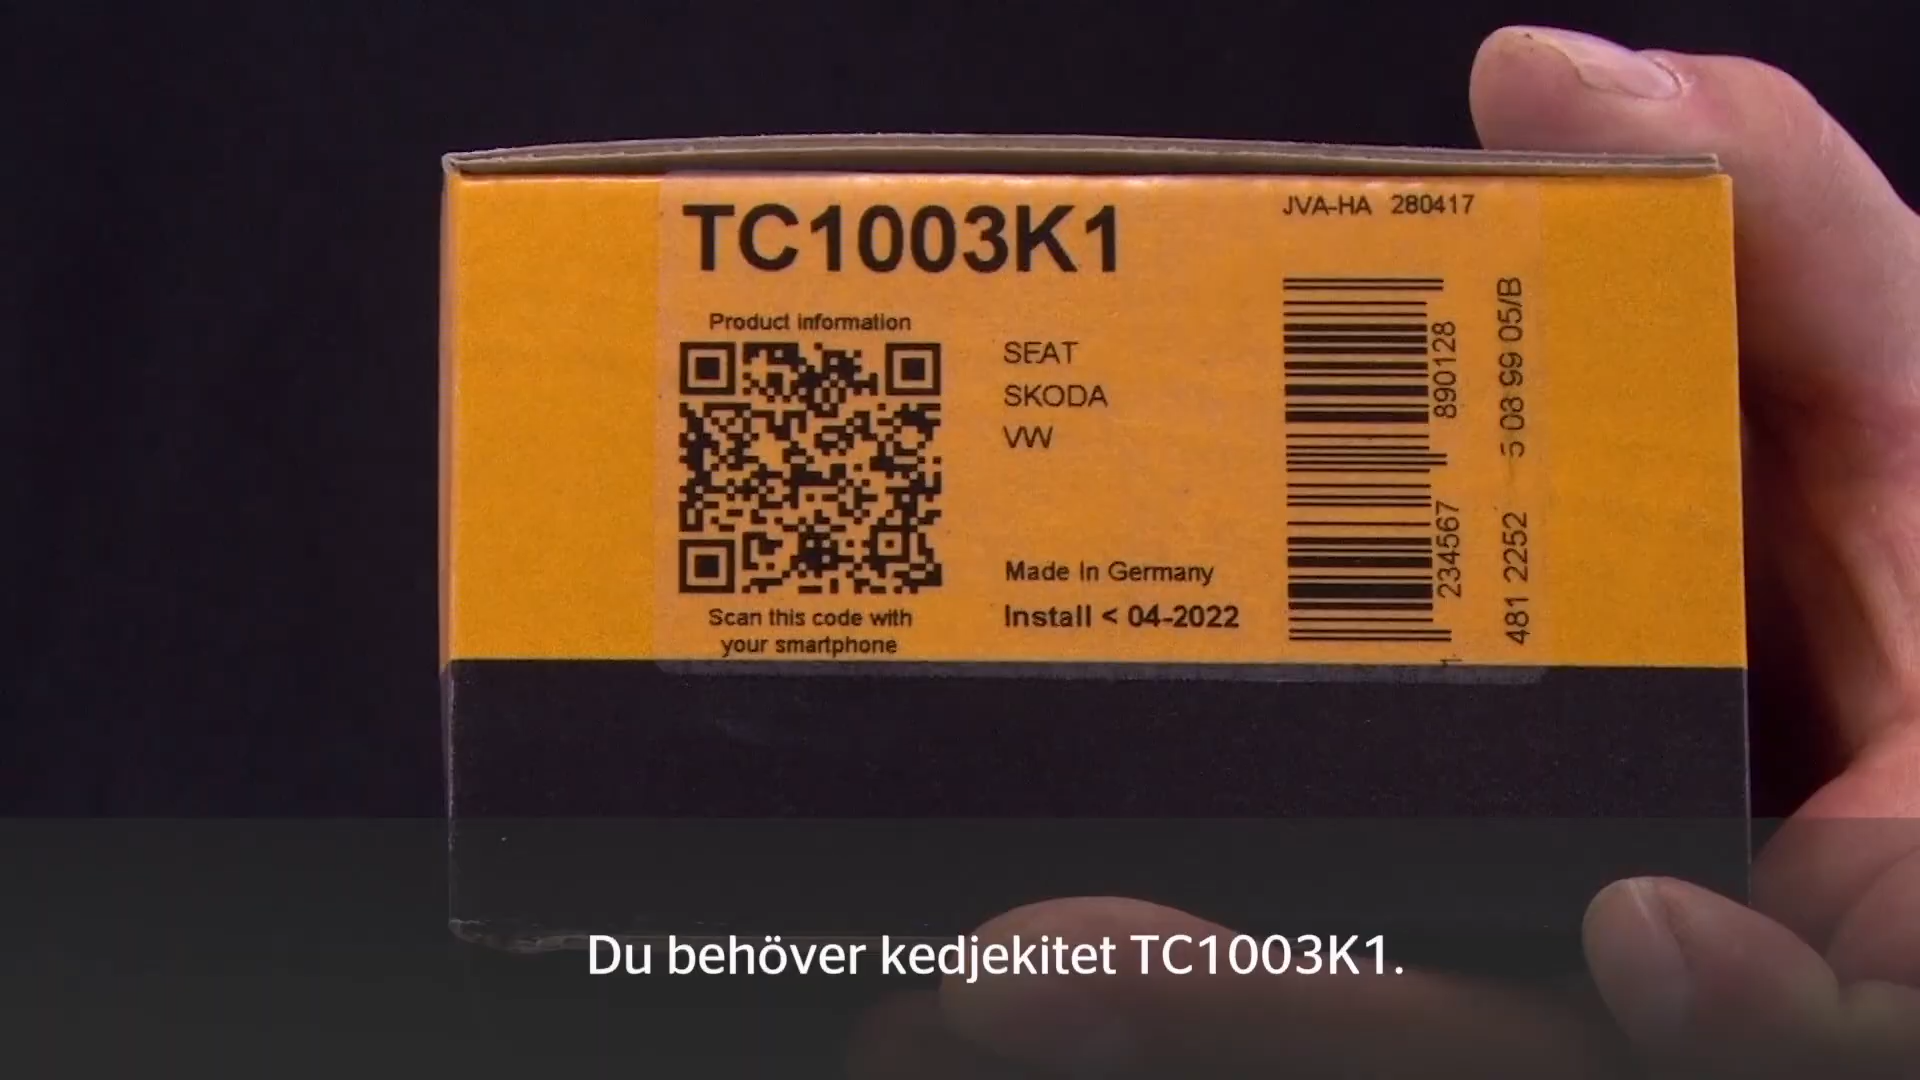 TC1003K1
JVA-HA 280417
Product information
SEAT
SKODA
VW
Made In Germany
Install < 04-2022
Scan this code with
your smartphone
1 234567 890128
481 2252 5 08 99 05/B
Du behöver kedjekitet TC1003K1.